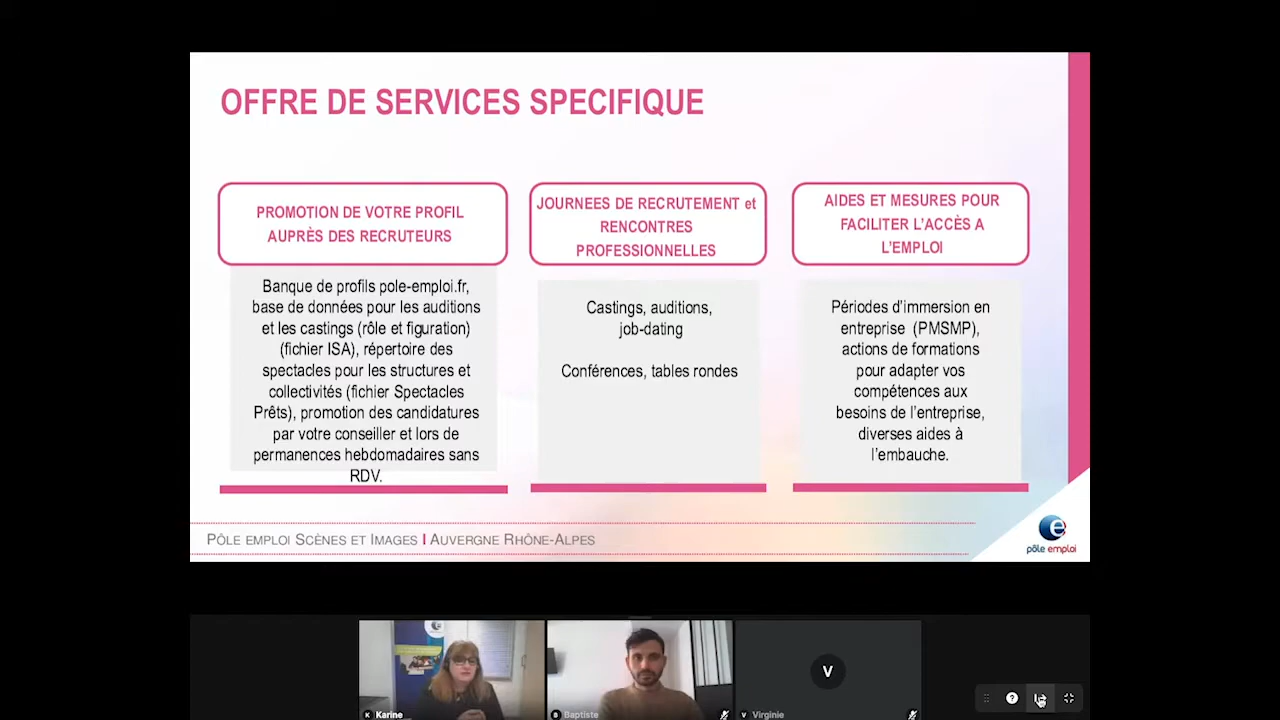 OFFRE DE SERVICES SPECIFIQUE
PROMOTION DE VOTRE PROFIL
AUPRÈS DES RECRUTEURS
Banque de profils pole-emploi.fr,
base de données pour les auditions
et les castings (rôle et figuration)
(fichier ISA), répertoire des
spectacles pour les structures et
collectivités (fichier Spectacles
Prêts), promotion des candidatures
par votre conseiller et lors de
permanences hebdomadaires sans
RDV.
JOURNEES DE RECRUTEMENT et
RENCONTRES
PROFESSIONNELLES
Castings, auditions,
job-dating
Conférences, tables rondes
AIDES ET MESURES POUR
FACILITER L'ACCÈS A
L'EMPLOI
Périodes d'immersion en
entreprise (PMSMP),
actions de formations
pour adapter vos
compétences aux
besoins de l'entreprise,
diverses aides à
l'embauche.
PÔLE EMPLOI SCÈNES ET IMAGES I AUVERGNE RHÔNE-ALPES
e
pôle emploi
V
K Karine
B Baptiste
V Virginie
?